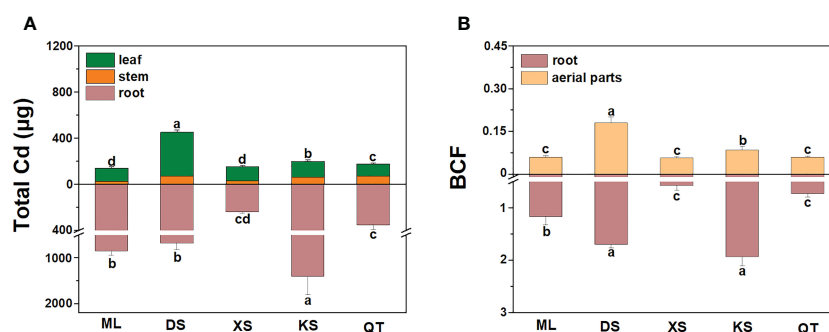 A
Total Cd (μg)
1200
800
400
0
400
1000
2000
leaf
stem
root
d
a
d
b
c
b
b
cd
a
c
ML DS XS KS QT
B
BCF
0.45
0.30
0.15
0
1
2
3
root
aerial parts
c
a
c
b
c
b
a
c
a
c
ML DS XS KS QT